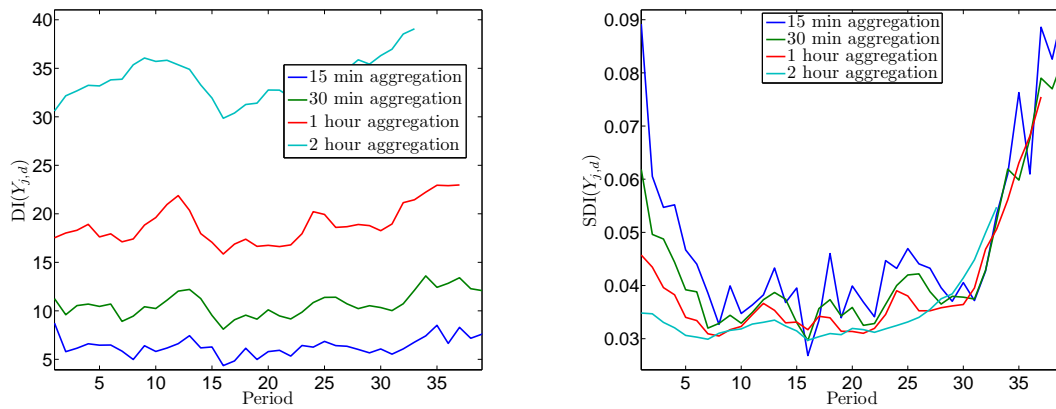 40
35
30
25
20
15
10
5
DI(Y_{j,d})
15 min aggregation
30 min aggregation
1 hour aggregation
2 hour aggregation
5 10 15 20 25 30 35
Period
0.09
0.08
0.07
0.06
0.05
0.04
0.03
SDI(Y_{j,d})
15 min aggregation
30 min aggregation
1 hour aggregation
2 hour aggregation
5 10 15 20 25 30 35
Period